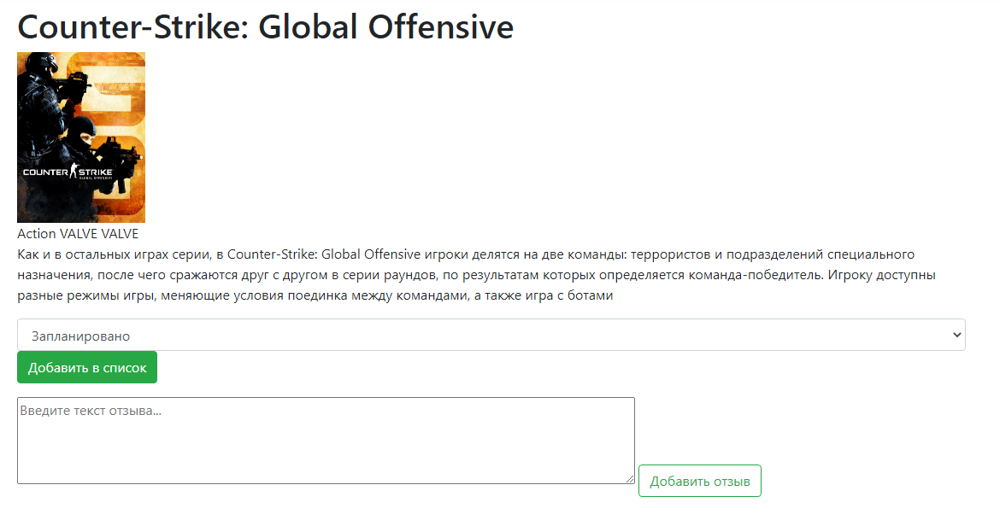 Counter-Strike: Global Offensive
COUNTER STRIKE
GLOBAL OFFENSIVE
Action VALVE VALVE
Как и в остальных играх серии, в Counter-Strike: Global Offensive игроки делятся на две команды: террористов и подразделений специального
назначения, после чего сражаются друг с другом в серии раундов, по результатам которых определяется команда-победитель. Игроку доступны
разные режимы игры, меняющие условия поединка между командами, а также игра с ботами
Запланировано
Добавить в список
Введите текст отзыва...
Добавить отзыв